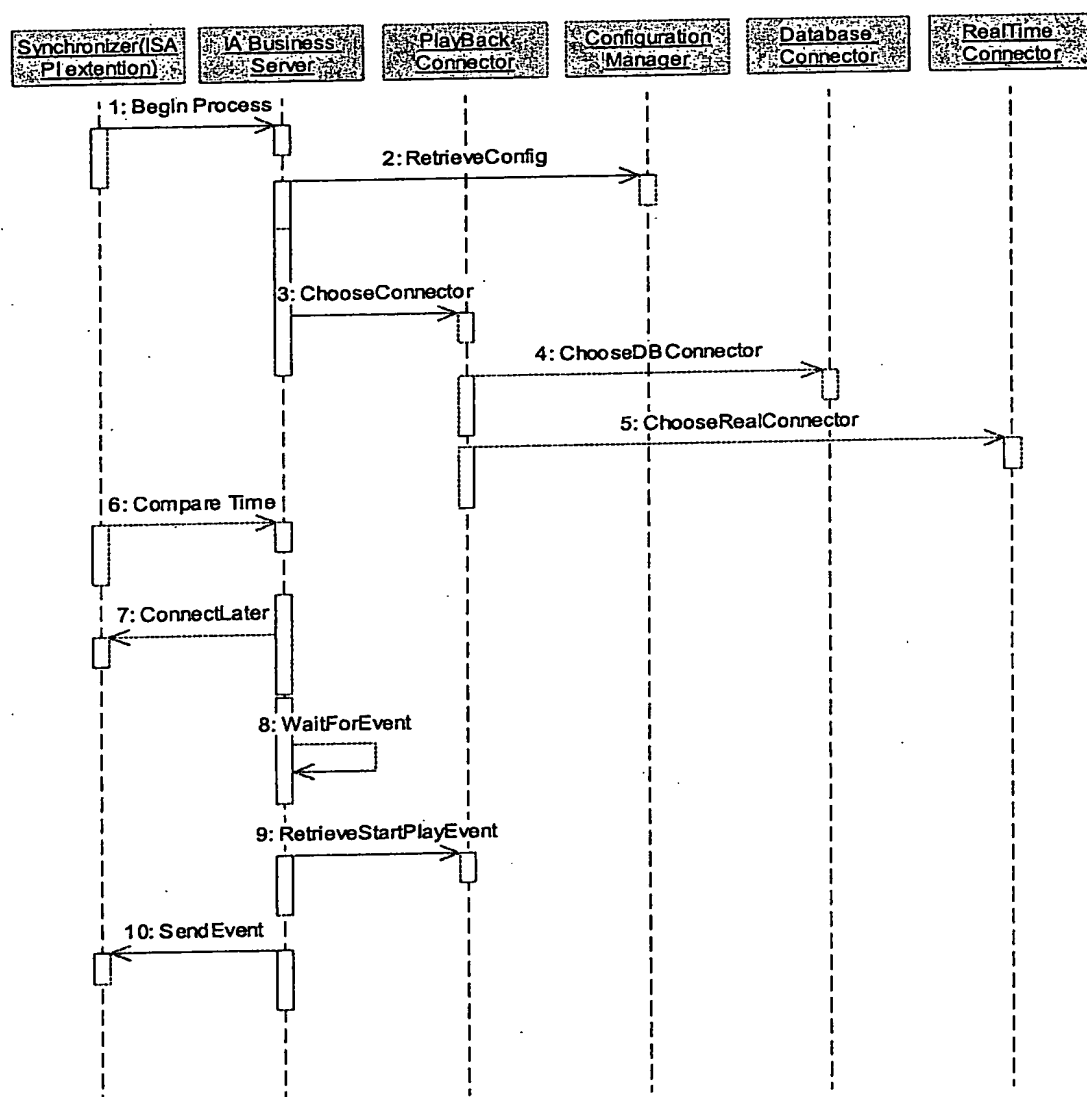 Synchronizer(ISA
PI extention)
IA Business
Server
PlayBack
Connector
Configuration
Manager
Database
Connector
RealTime
Connector
1: Begin Process
2: RetrieveConfig
3: ChooseConnector
4: ChooseDBConnector
5: ChooseRealConnector
6: Compare Time
7: ConnectLater
8: WaitForEvent
9: RetrieveStartPlayEvent
10: SendEvent